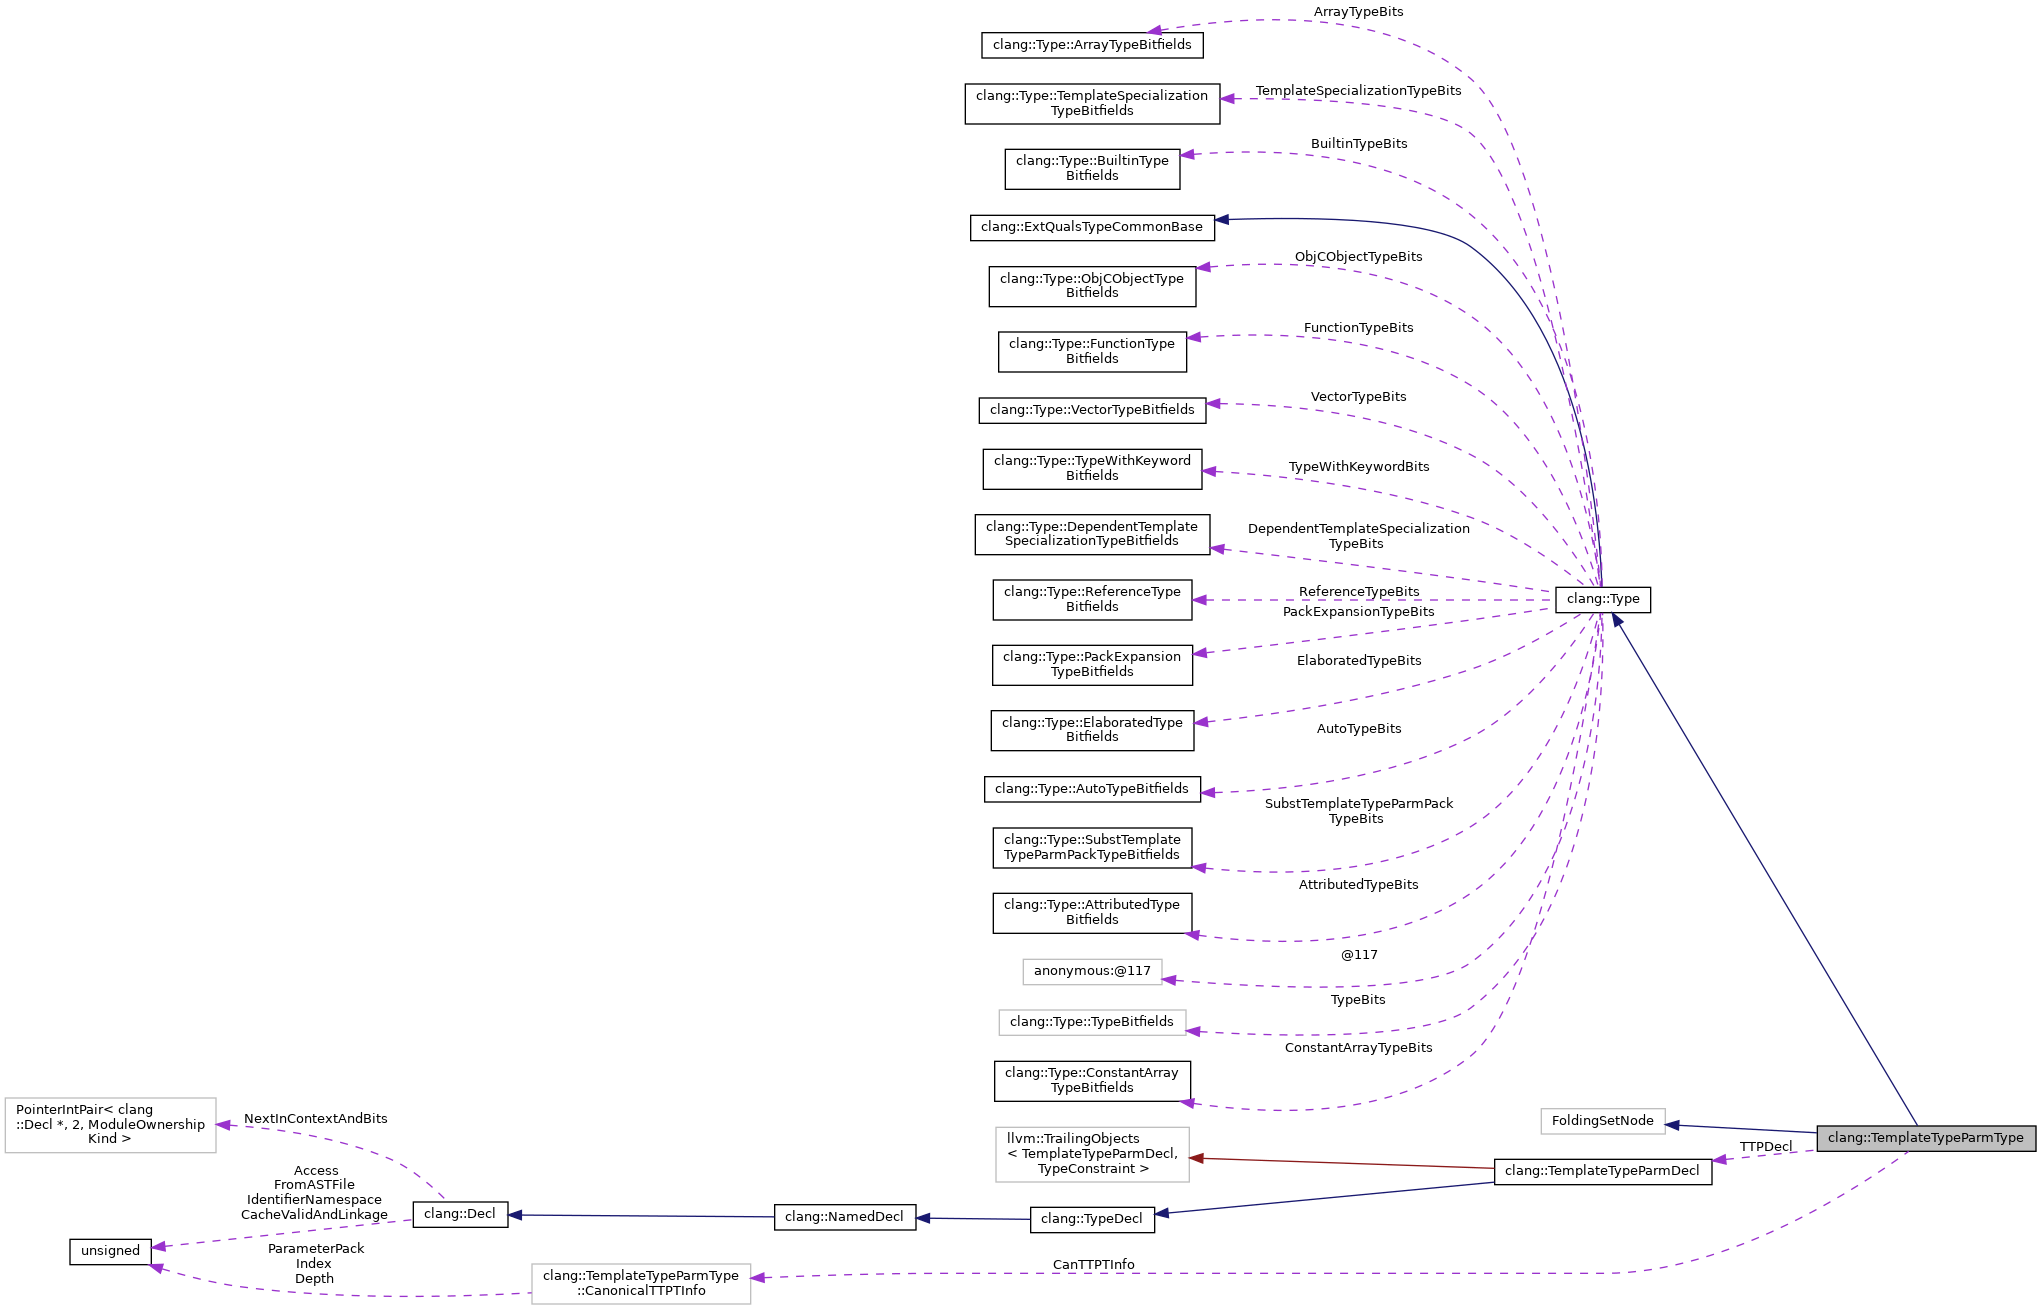 ArrayTypeBits
clang::Type::ArrayTypeBitfields
TemplateSpecializationTypeBits
clang::Type::TemplateSpecialization
TypeBitfields
BuiltinTypeBits
clang::Type::BuiltinType
Bitfields
clang::ExtQualsTypeCommonBase
ObjCObjectTypeBits
clang::Type::ObjCObjectType
Bitfields
FunctionTypeBits
clang::Type::FunctionType
Bitfields
VectorTypeBits
clang::Type::VectorTypeBitfields
TypeWithKeywordBits
clang::Type::TypeWithKeyword
Bitfields
DependentTemplateSpecialization
TypeBits
clang::Type::DependentTemplate
SpecializationTypeBitfields
ReferenceTypeBits
clang::Type::ReferenceType
Bitfields
clang::Type
PackExpansionTypeBits
clang::Type::PackExpansion
TypeBitfields
ElaboratedTypeBits
clang::Type::ElaboratedType
Bitfields
AutoTypeBits
clang::Type::AutoTypeBitfields
SubstTemplateTypeParmPack
TypeBits
clang::Type::SubstTemplate
TypeParmPackTypeBitfields
AttributedTypeBits
clang::Type::AttributedType
Bitfields
@117
anonymous:@117
TypeBits
clang::Type::TypeBitfields
ConstantArrayTypeBits
clang::Type::ConstantArray
TypeBitfields
PointerIntPair< clang
::Decl *, 2, ModuleOwnership
Kind >
NextInContextAndBits
llvm::TrailingObjects
< TemplateTypeParmDecl,
TypeConstraint >
FoldingSetNode
clang::TemplateTypeParmType
TTPDecl
clang::TemplateTypeParmDecl
Access
FromASTFile
IdentifierNamespace
CacheValidAndLinkage
clang::Decl
clang::NamedDecl
clang::TypeDecl
unsigned
ParameterPack
Index
Depth
clang::TemplateTypeParmType
::CanonicalTTPTInfo
CanTTPTInfo